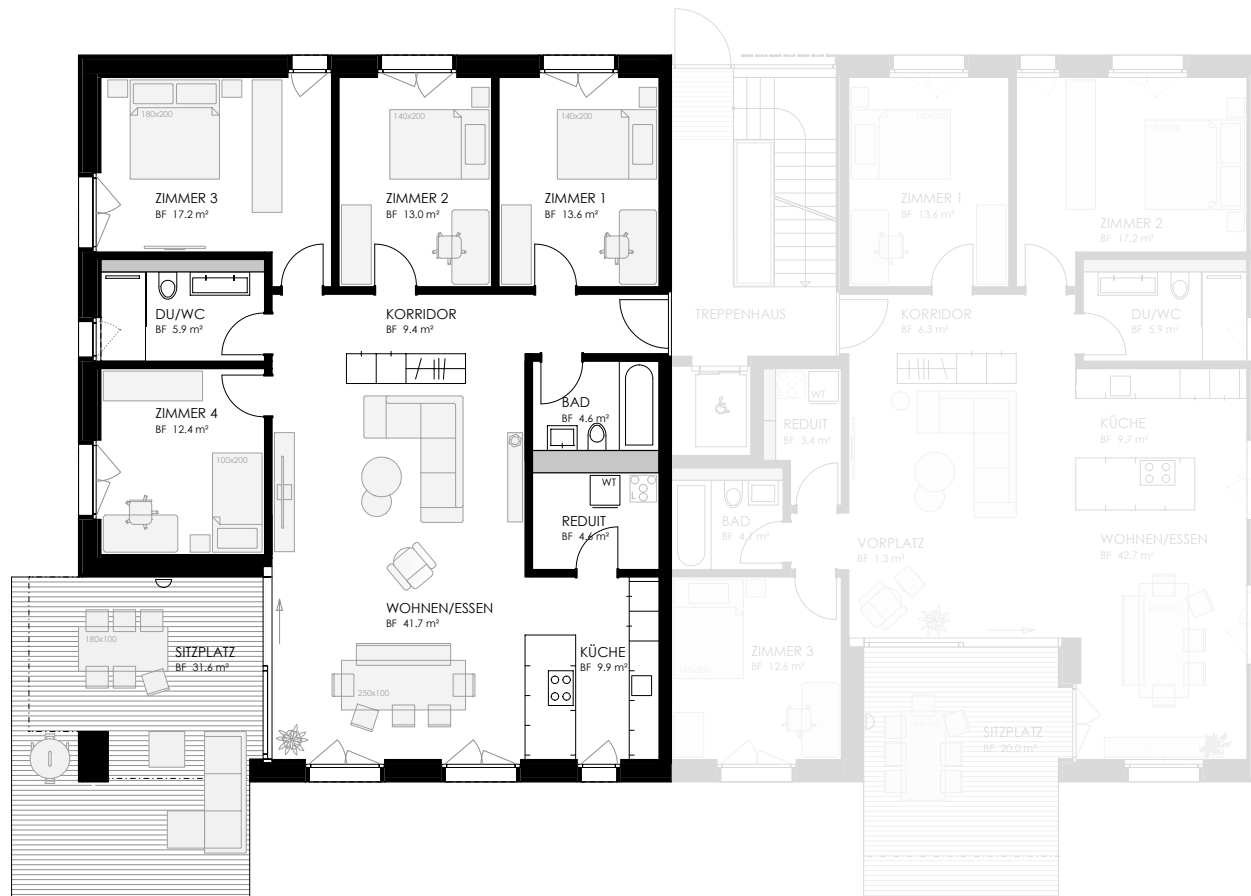 180x200
ZIMMER 3
BF 17.2 m²
140x200
ZIMMER 2
BF 13.0 m²
140x200
ZIMMER 1
BF 13.6 m²
DU/WC
BF 5.9 m²
KORRIDOR
BF 9.4 m²
ZIMMER 4
BF 12.4 m²
100x200
BAD
BF 4.6 m²
WT
REDUIT
BF 4.6 m²
WOHNEN/ESSEN
BF 41.7 m²
250x100
KÜCHE
BF 9.9 m²
180x100
SITZPLATZ
BF 31.6 m²
TREPPENHAUS
140x200
ZIMMER 1
BF 13.6 m²
ZIMMER 2
BF 17.2 m²
DU/WC
BF 5.9 m²
KORRIDOR
BF 6.3 m²
WT
REDUIT
BF 3.4 m²
KÜCHE
BF 9.7 m²
BAD
BF 4.1 m²
VORPLATZ
BF 1.3 m²
WOHNEN/ESSEN
BF 42.7 m²
ZIMMER 3
BF 12.6 m²
SITZPLATZ
BF 20.0 m²